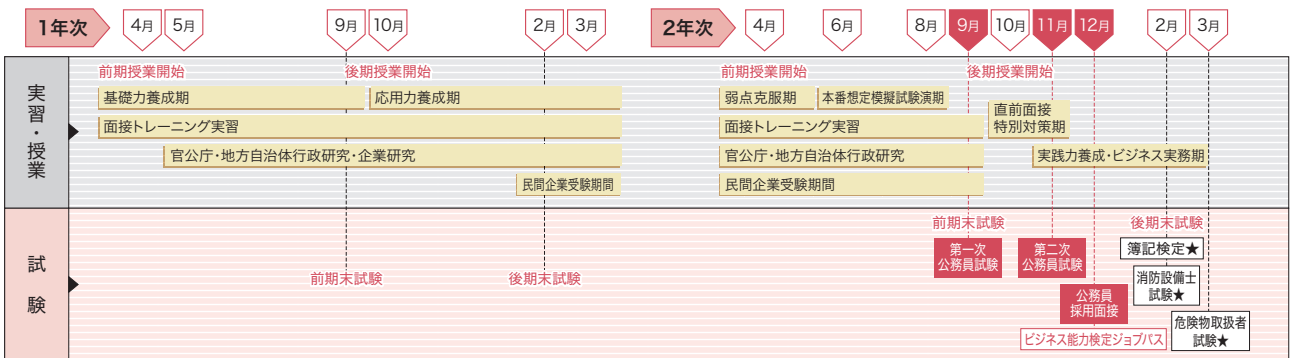 1年次
4月
5月
9月
10月
2月
3月
2年次
4月
6月
8月
9月
10月
11月
12月
2月
3月
実習・授業
前期授業開始
後期授業開始
前期授業開始
後期授業開始
基礎力養成期
応用力養成期
弱点克服期
本番想定模擬試験演期
直前面接
特別対策期
面接トレーニング実習
面接トレーニング実習
官公庁・地方自治体行政研究・企業研究
官公庁・地方自治体行政研究
実践力養成・ビジネス実務期
民間企業受験期間
民間企業受験期間
試験
前期末試験
後期末試験
前期末試験
後期末試験
第一次
公務員試験
第二次
公務員試験
簿記検定★
消防設備士
試験★
公務員
採用面接
危険物取扱者
試験★
ビジネス能力検定ジョブパス